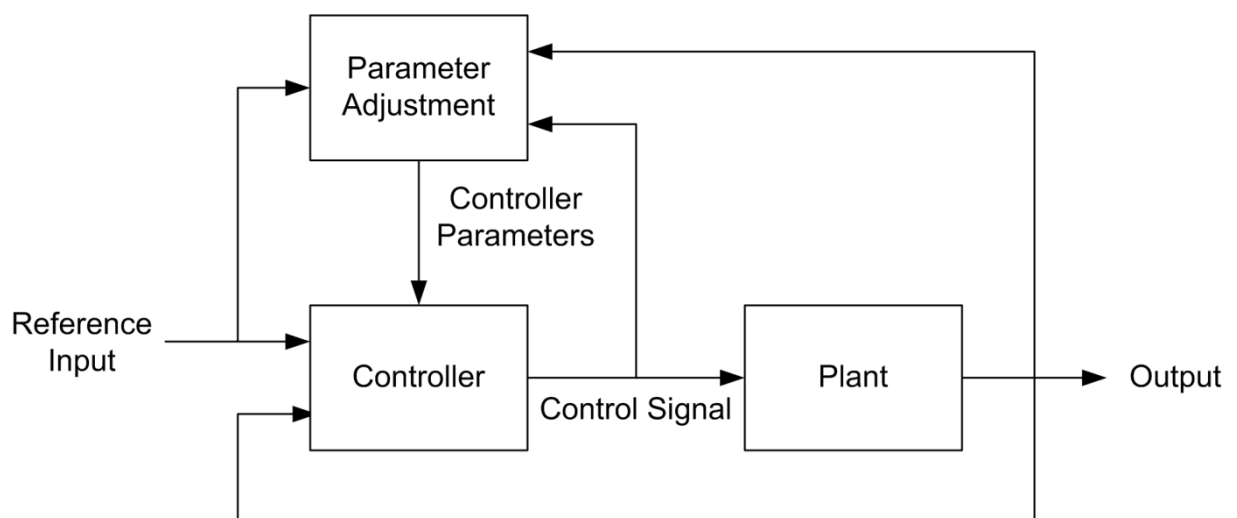 Parameter
Adjustment
Controller
Parameters
Reference
Input
Controller
Control Signal
Plant
Output